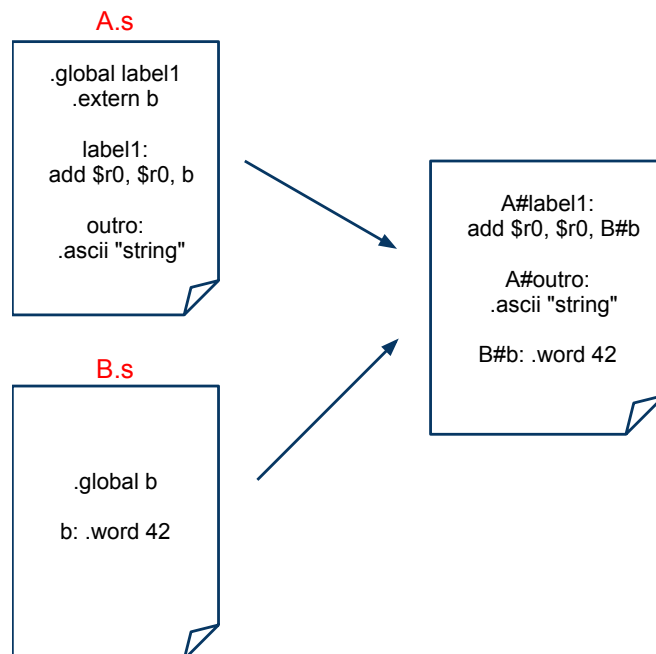 A.s
.global label1
.extern b
label1:
add $r0, $r0, b
outro:
.ascii "string"
B.s
.global b
b: .word 42
A#label1:
add $r0, $r0, B#b
A#outro:
.ascii "string"
B#b: .word 42